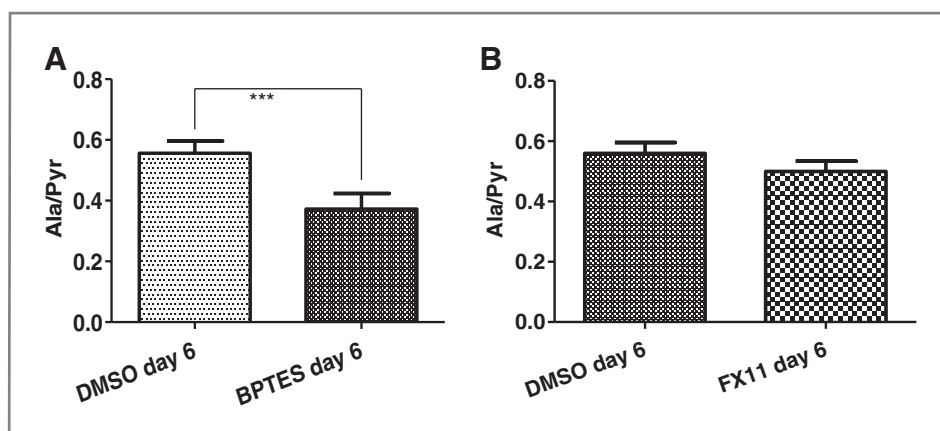 A
0.8
***
0.6
0.4
0.2
0.0
Ala/Pyr
DMSO day 6
BPTES day 6
B
0.8
0.6
0.4
0.2
0.0
Ala/Pyr
DMSO day 6
FX11 day 6